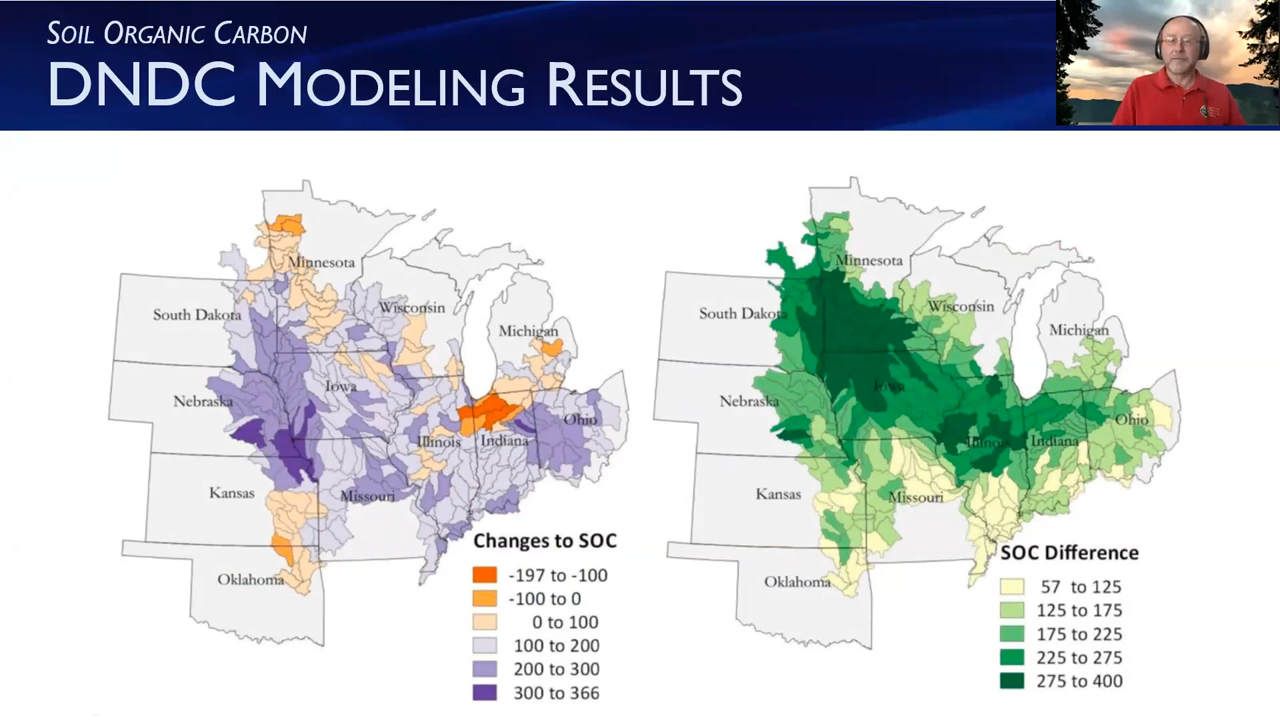 SOIL ORGANIC CARBON
DNDC MODELING RESULTS
Minnesota
South Dakota
Wisconsin
Michigan
Iowa
Nebraska
Ohio
Illinois
Indiana
Kansas
Missouri
Oklahoma
Changes to SOC
-197 to -100
-100 to 0
0 to 100
100 to 200
200 to 300
300 to 366
Minnesota
South Dakota
Wisconsin
Michigan
Iowa
Nebraska
Ohio
Illinois
Indiana
Kansas
Missouri
Oklahoma
SOC Difference
57 to 125
125 to 175
175 to 225
225 to 275
275 to 400